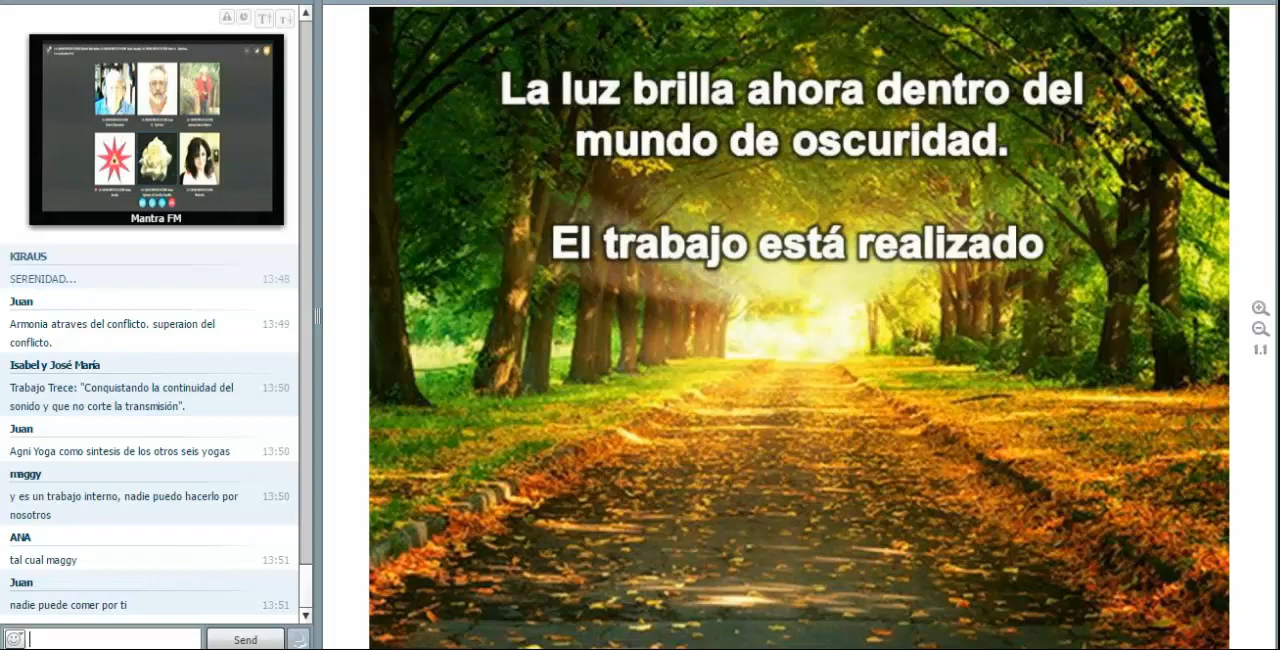 Mantra FM
KIRAUS
SERENIDAD... 13:48
Juan
Armonia atraves del conflicto. superaion del 13:49
conflicto.
Isabel y José María
Trabajo Trece: "Conquistando la continuidad del 13:50
sonido y que no corte la transmisión".
Juan
Agni Yoga como sintesis de los otros seis yogas 13:50
maggy
y es un trabajo interno, nadie puedo hacerlo por 13:50
nosotros
ANA
tal cual maggy 13:51
Juan
nadie puede comer por ti 13:51
Send
La luz brilla ahora dentro del
mundo de oscuridad.
El trabajo está realizado
1.1